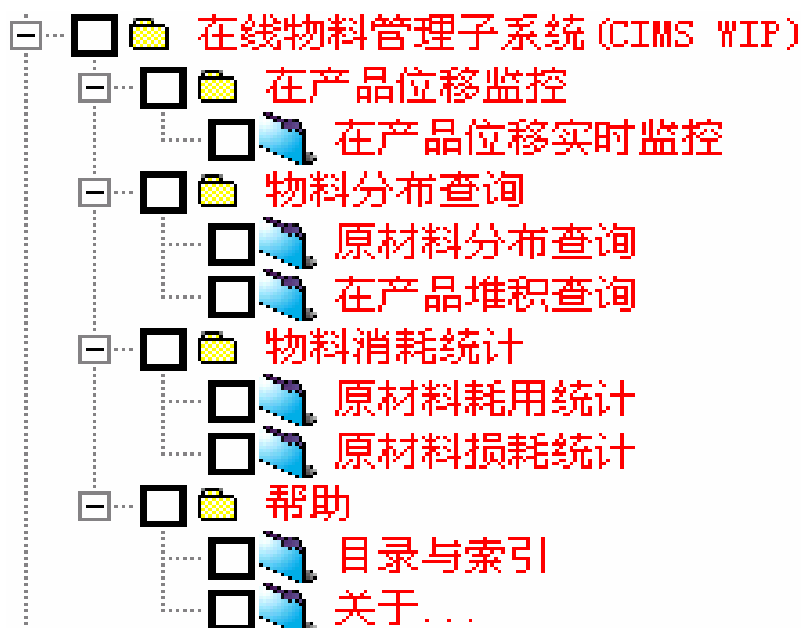 在线物料管理子系统(CIMS WIP)
在产品位移监控
在产品位移实时监控
物料分布查询
原材料分布查询
在产品堆积查询
物料消耗统计
原材料耗用统计
原材料损耗统计
帮助
目录与索引
关于...